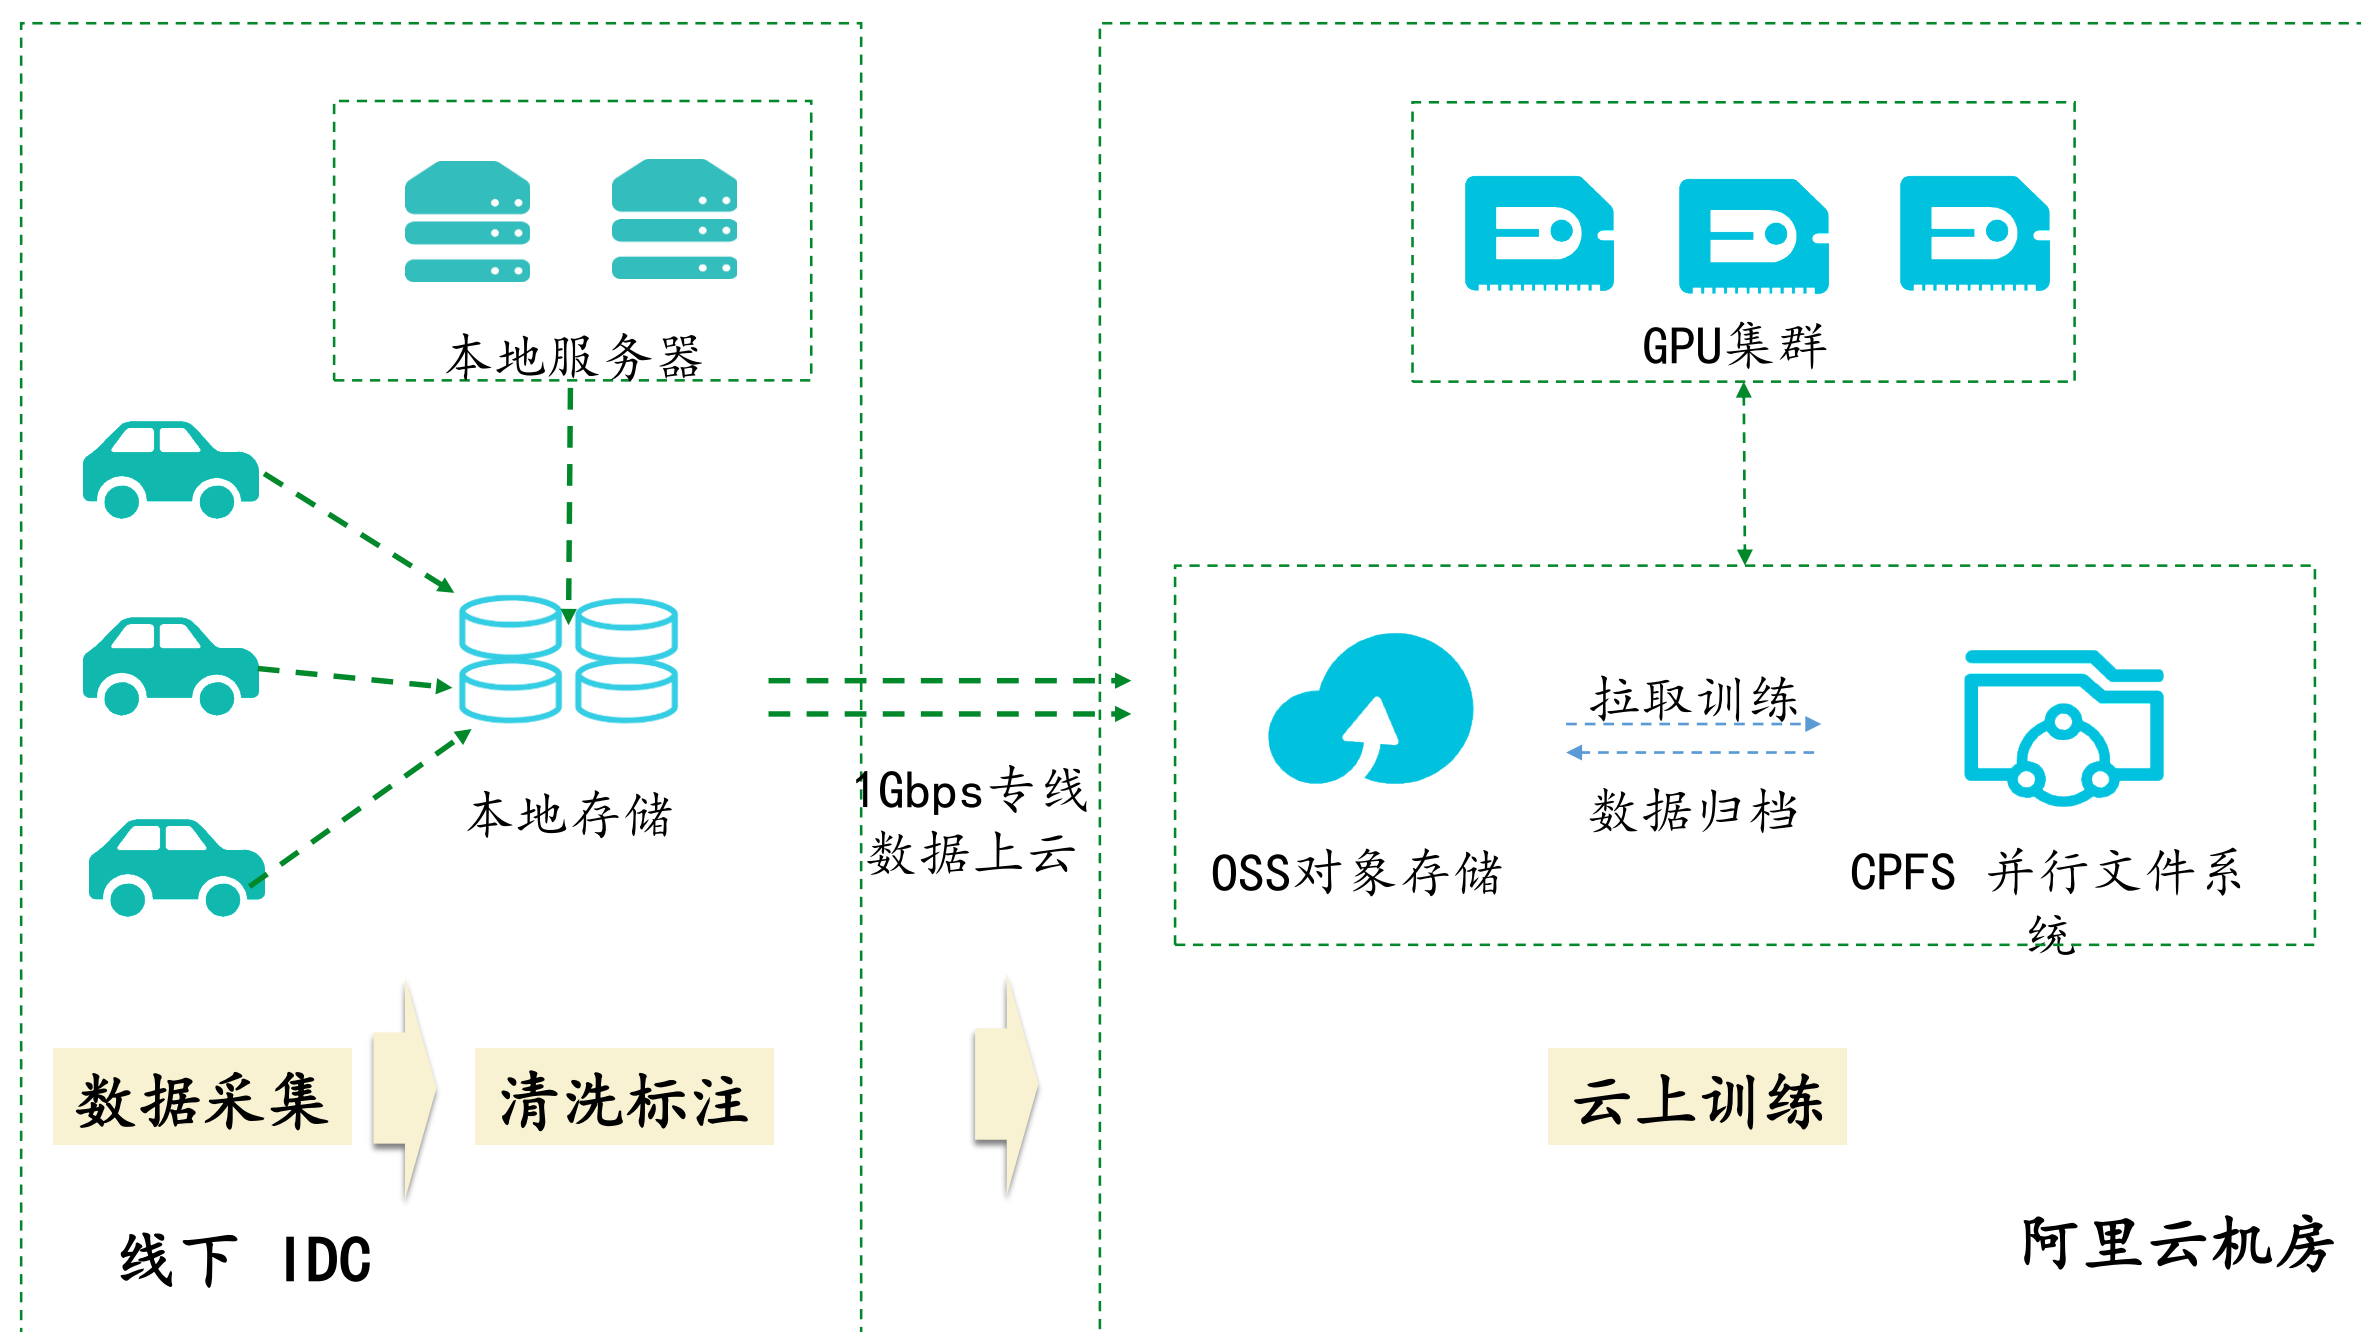 本地服务器
GPU集群
本地存储
1Gbps专线
数据上云
拉取训练
数据归档
OSS对象存储
CPFS 并行文件系
统
数据采集
清洗标注
云上训练
线下 IDC
阿里云机房